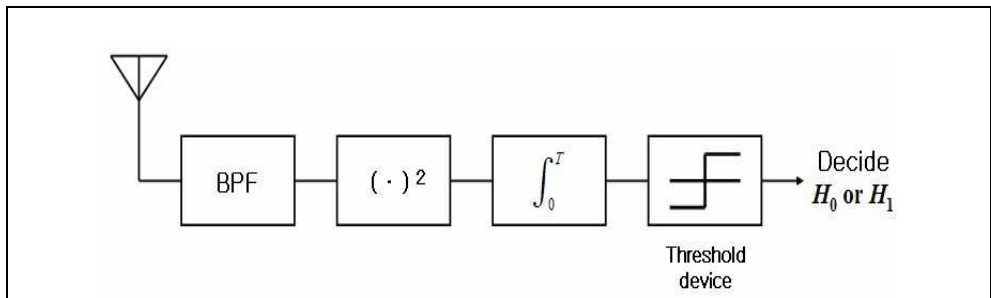 BPF
( · )²
∫₀ᵀ
Decide
H₀ or H₁
Threshold
device